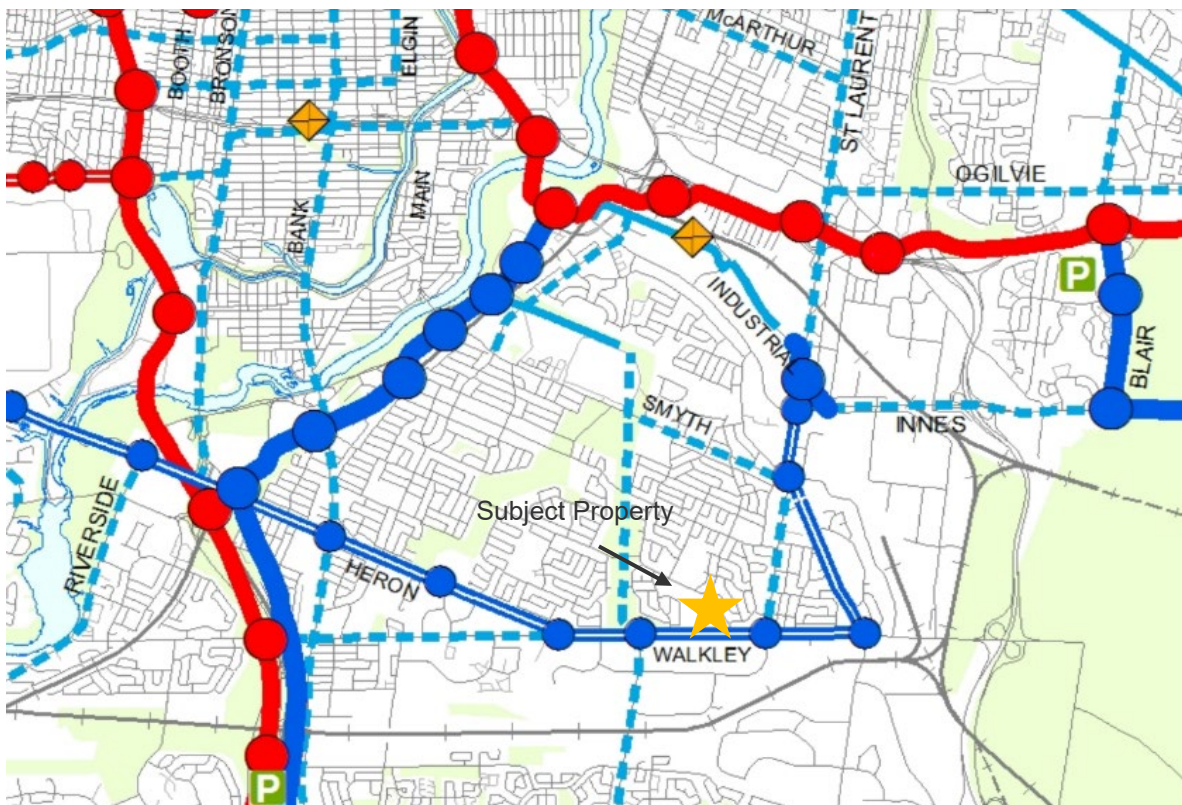 McARTHUR
BOOTH
BRONSON
ELGIN
ST LAURENT
OGILVIE
MAIN
BANK
P
INDUSTRIAL
BLAIR
SMYTH
INNES
RIVERSIDE
Subject Property
HERON
WALKLEY
P